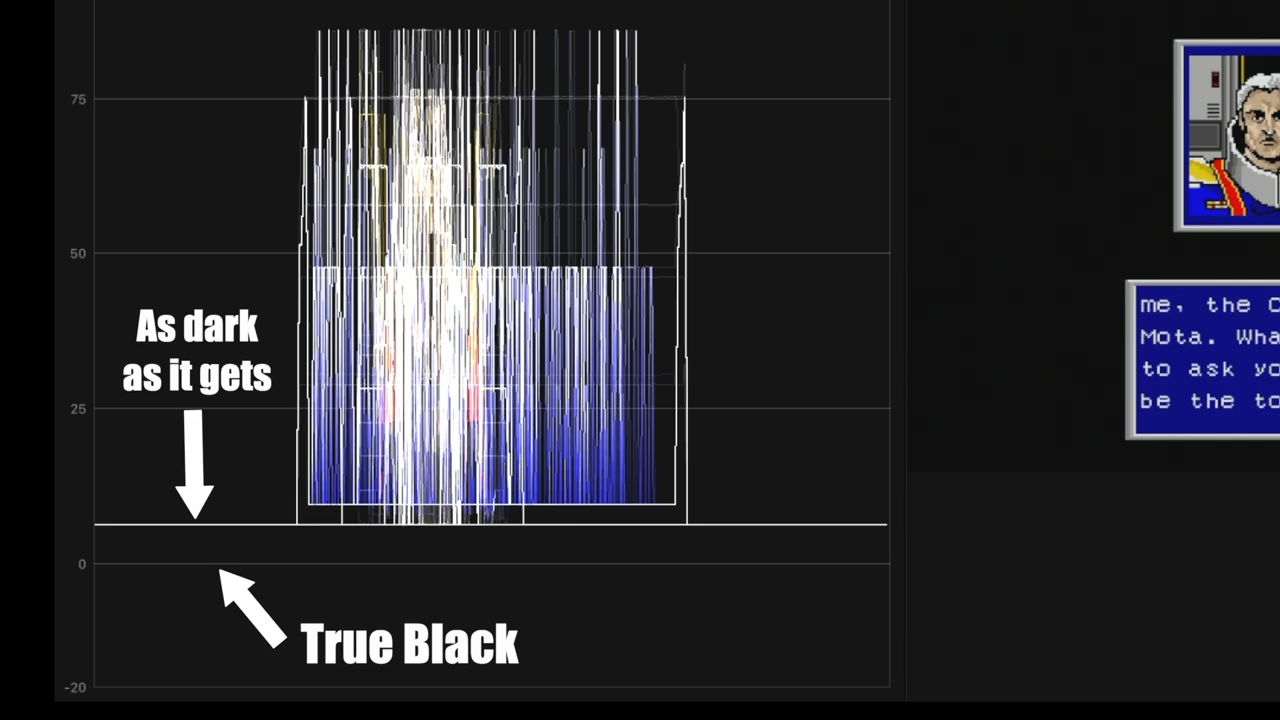 75
50
25
0
-20
As dark
as it gets
True Black
me, the C
Mota. Wha
to ask yo
be the to